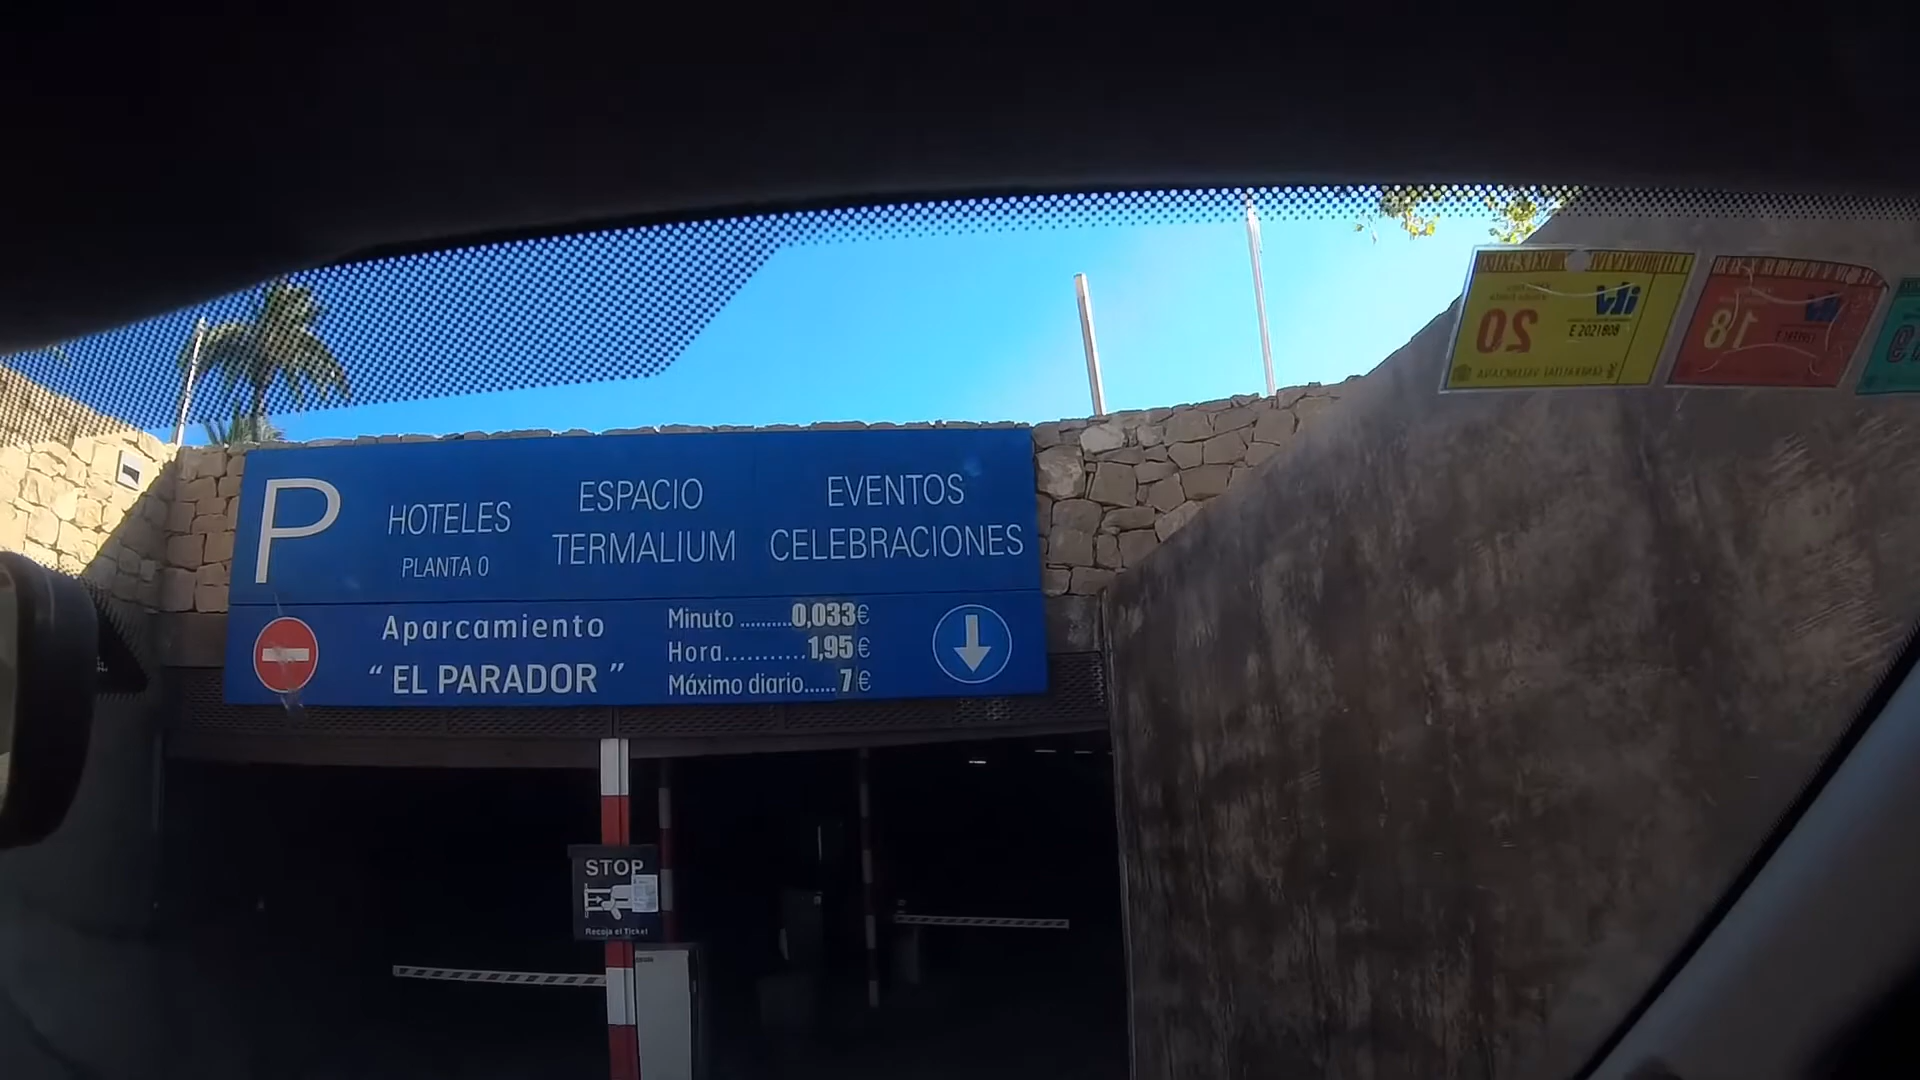 P
HOTELES
PLANTA 0
ESPACIO
TERMALIUM
EVENTOS
CELEBRACIONES
Aparcamiento
“ EL PARADOR ”
Minuto ..........0,033€
Hora...........1,95€
Máximo diario......7€
STOP
Recoja el Ticket
20
E 2021808
18